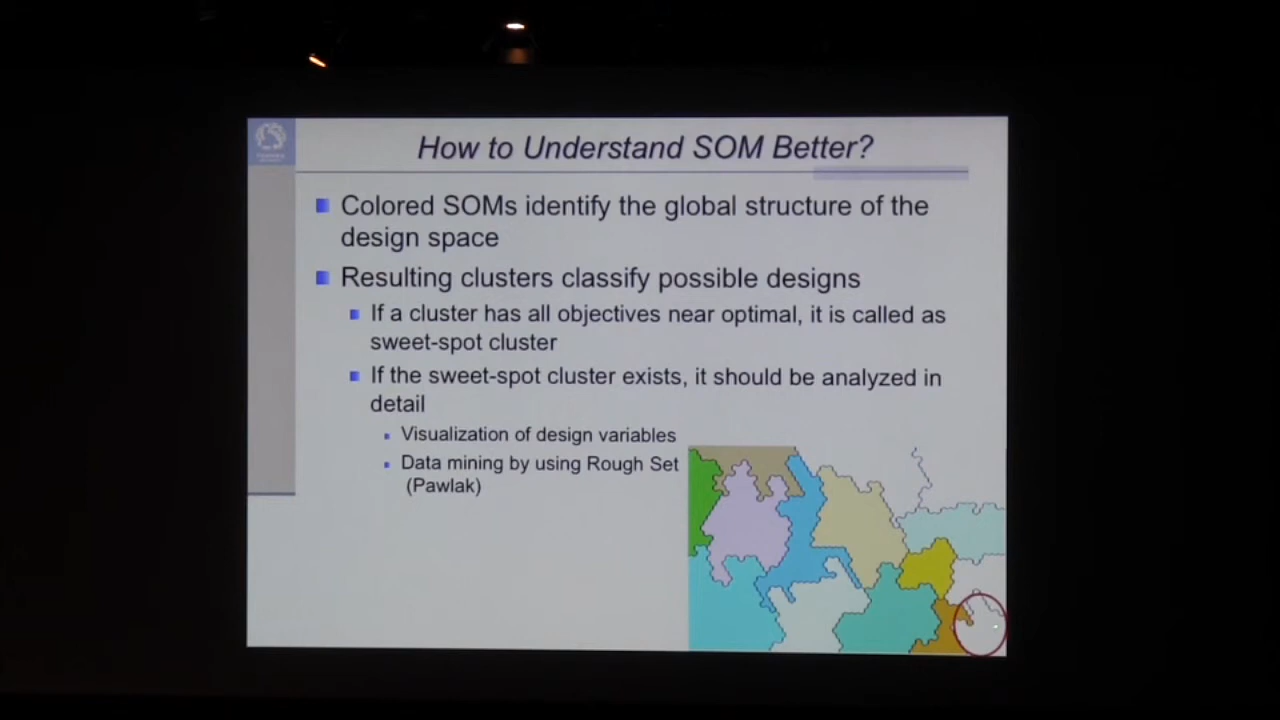 How to Understand SOM Better?
Colored SOMs identify the global structure of the
design space
Resulting clusters classify possible designs
If a cluster has all objectives near optimal, it is called as
sweet-spot cluster
If the sweet-spot cluster exists, it should be analyzed in
detail
Visualization of design variables
Data mining by using Rough Set
(Pawlak)